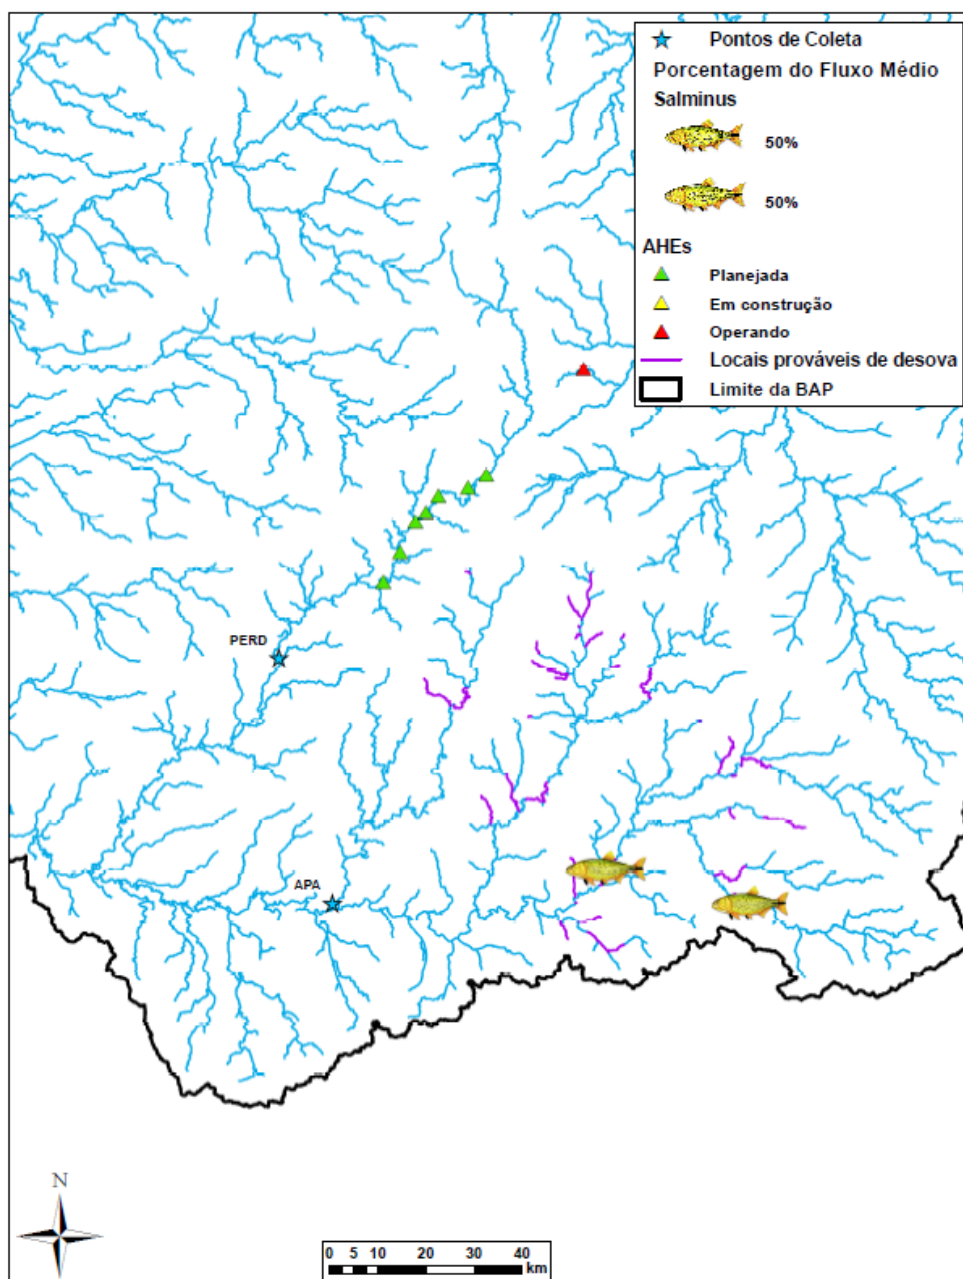 Pontos de Coleta
Porcentagem do Fluxo Médio
Salminus
50%
50%
AHEs
Planejada
Em construção
Operando
Locais prováveis de desova
Limite da BAP
PERD
APA
N
0 5 10 20 30 40
km